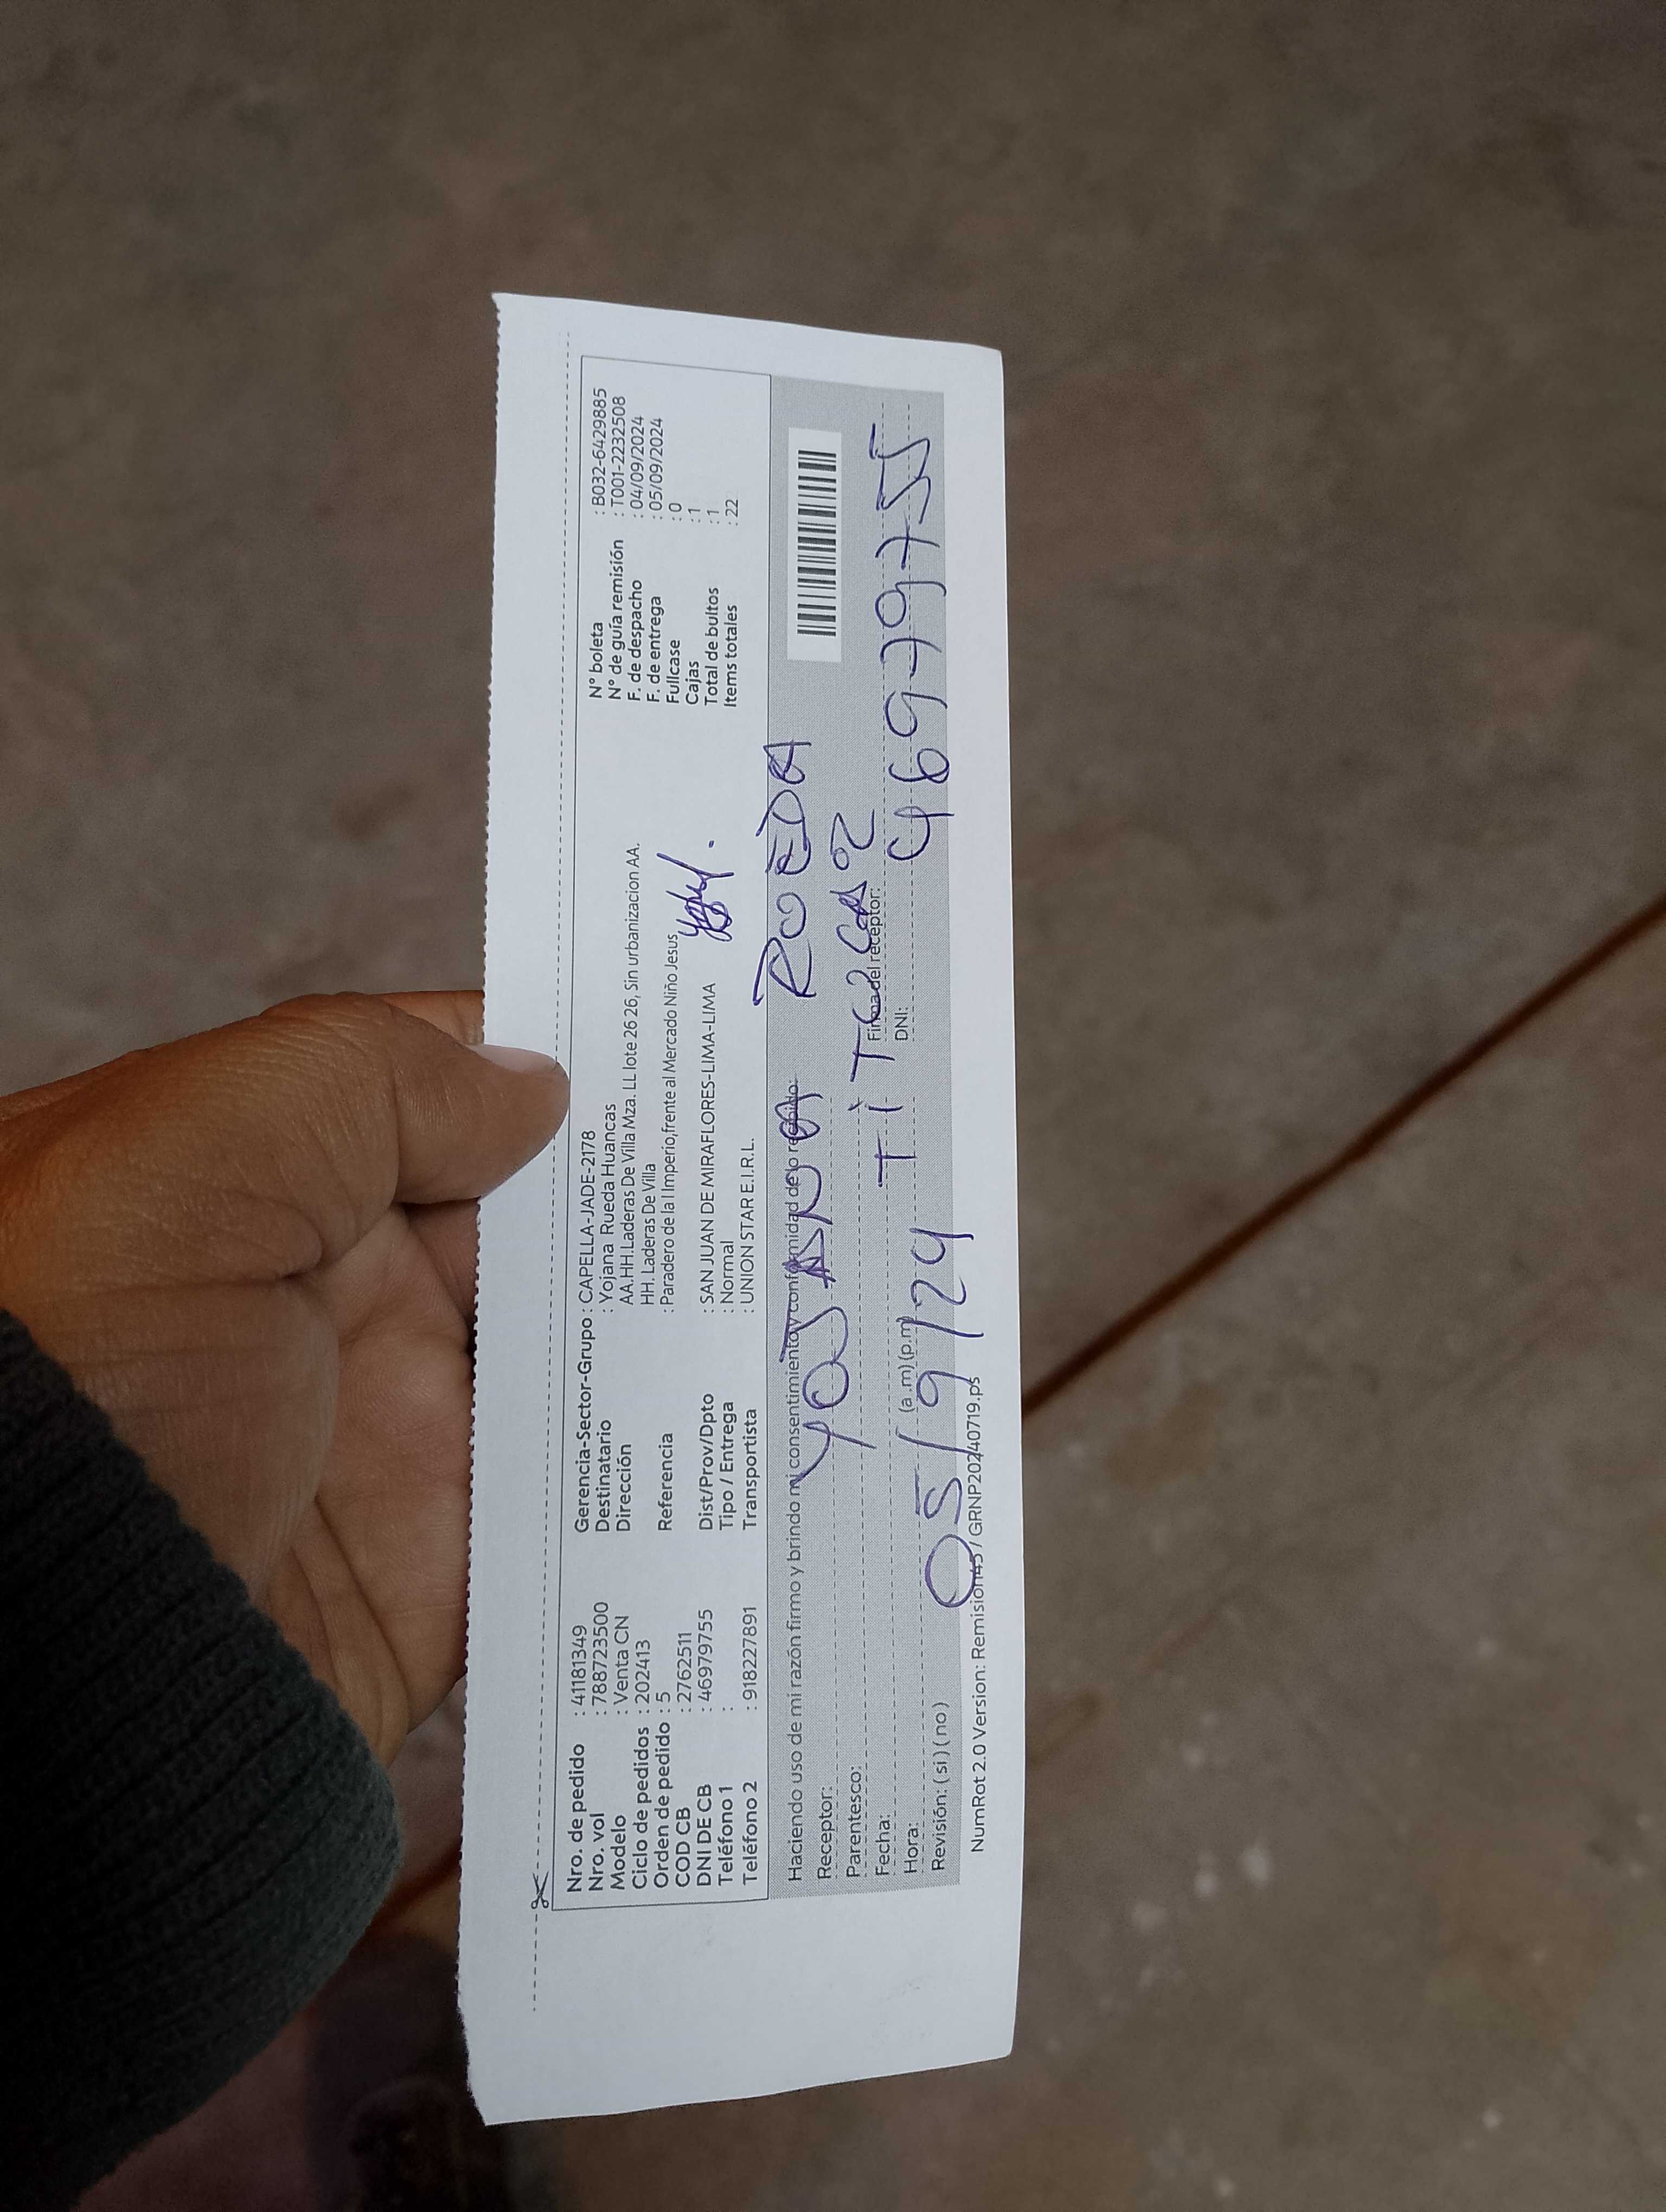 Nro. de pedido : 41181349
Nro. vol : 788723500
Modelo : Venta CN
Ciclo de pedidos : 202413
Orden de pedido : 5
COD CB : 2762511
DNI DE CB : 46979755
Teléfono 1 :
Teléfono 2 : 918227891
Gerencia-Sector-Grupo : CAPELLA-JADE-2178
Destinatario : Yojana Rueda Huancas
Dirección AA.HH.Laderas De Villa Mza. LL lote 26 26, Sin urbanizacion AA.
HH. Laderas De Villa
Referencia : Paradero de la I Imperio,frente al Mercado Niño Jesus
Dist/Prov/Dpto : SAN JUAN DE MIRAFLORES-LIMA-LIMA
Tipo / Entrega : Normal
Transportista : UNION STAR E.I.R.L.
N° boleta : B032-6429885
N° de guía remisión : T001-2232508
F. de despacho : 04/09/2024
F. de entrega : 05/09/2024
Fullcase : 0
Cajas : 1
Total de bultos : 1
Items totales : 22
Haciendo uso de mi razón firmo y brindo mi consentimiento y conformidad de lo recibido:
Receptor:
Parentesco:
Fecha:
Hora: (a.m) (p.m)
Revisión: ( si ) ( no )
YOJANA RUEDA
Firma del receptor:
DNI: 46979755
05/9/24
NumRot 2.0 Version: Remision45 / GRNP20240719.ps